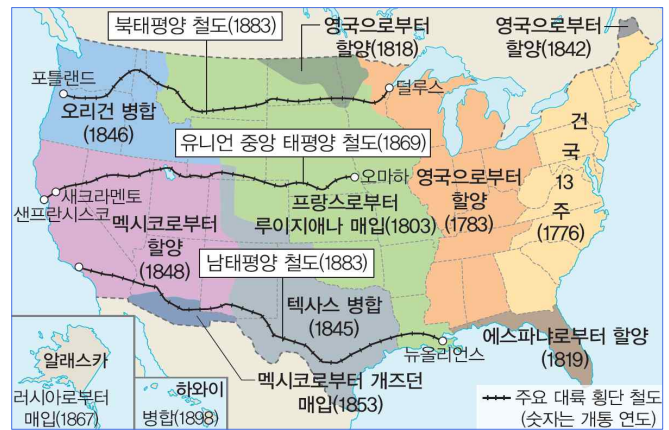 북태평양 철도(1883)
영국으로부터
할양(1818)
영국으로부터
할양(1842)
포틀랜드
덜루스
오리건 병합
(1846)
유니언 중앙 태평양 철도(1869)
건
국
13
주
(1776)
오마하
영국으로부터
할양
(1783)
새크라멘토
샌프란시스코
프랑스로부터
루이지애나 매입(1803)
멕시코로부터
할양
(1848)
남태평양 철도(1883)
텍사스 병합
(1845)
에스파냐로부터 할양
(1819)
뉴올리언스
알래스카
러시아로부터
매입(1867)
하와이
병합(1898)
멕시코로부터 개즈던
매입(1853)
주요 대륙 횡단 철도
(숫자는 개통 연도)